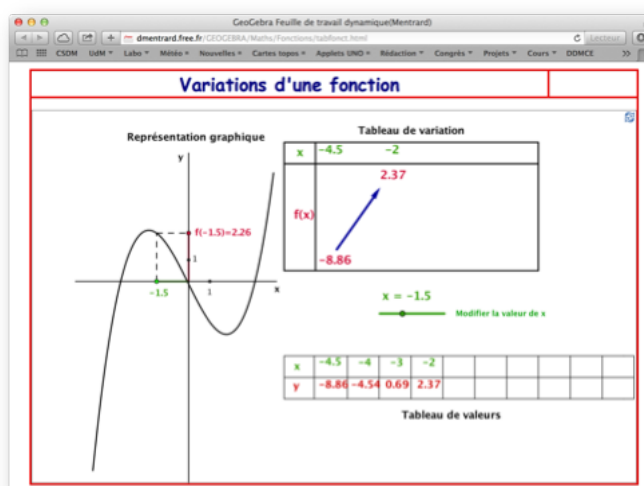 GeoGebra Feuille de travail dynamique(Mentrard)
dmentrard.free.fr/GEOGEBRA/Maths/Fonctions/tabfonct.html
Lecteur
CSDM UdM Labo Météo Nouvelles Cartes topos Applets UNO Rédaction Congrès Projets Cours DDMCE
Variations d'une fonction
Représentation graphique
y
f(-1.5)=2.26
1
-1.5
1
x
Tableau de variation
x -4.5 -2
2.37
f(x)
-8.86
x = -1.5
Modifier la valeur de x
x -4.5 -4 -3 -2
y -8.86 -4.54 0.69 2.37
Tableau de valeurs